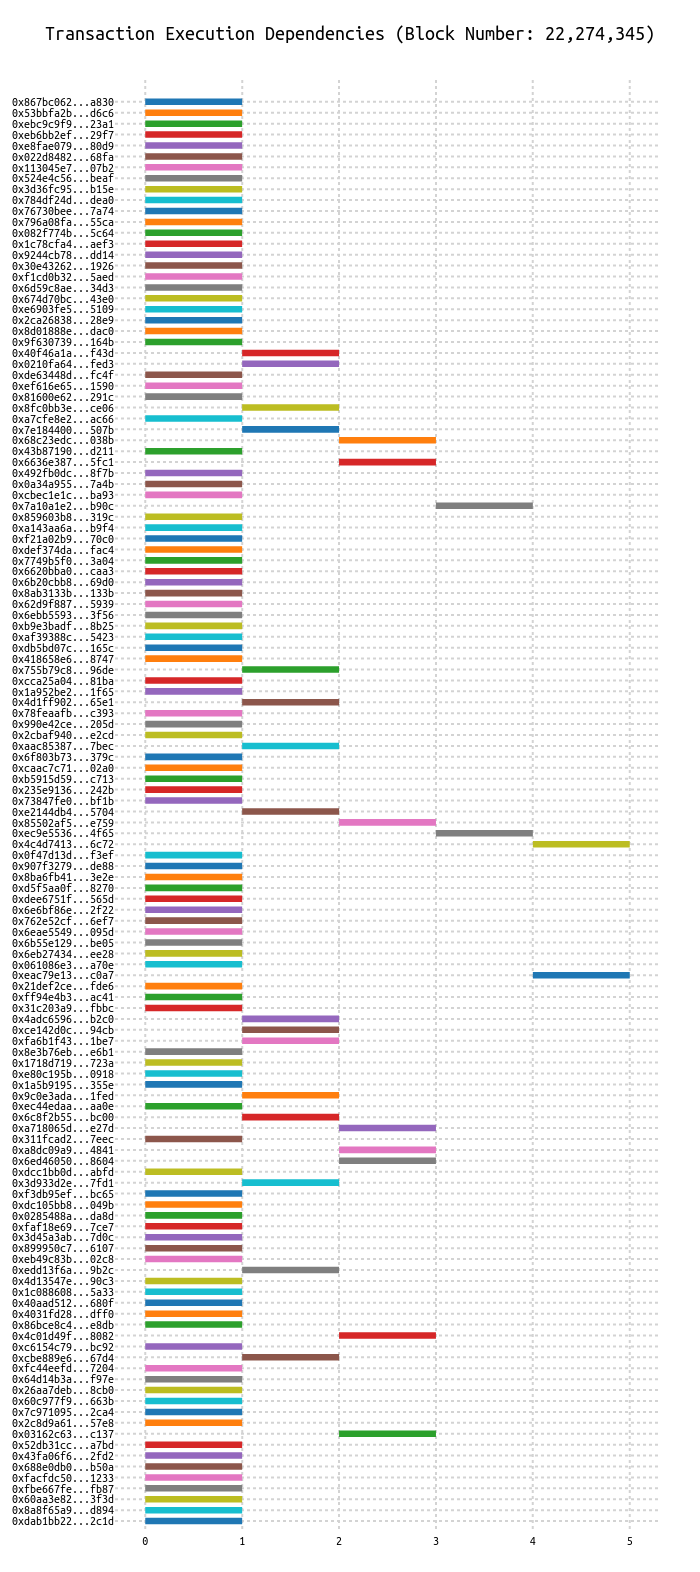 Transaction Execution Dependencies (Block Number: 22,274,345)
0x867bc062...a830
0x53bbfa2b...d6c6
0xebc9c9f9...23a1
0xeb6bb2ef...29f7
0xe8fae079...80d9
0x022d8482...68fa
0x113045e7...07b2
0x524e4c56...beaf
0x3d36fc95...b15e
0x784df24d...dea0
0x76730bee...7a74
0x796a08fa...55ca
0x082f774b...5c64
0x1c78cfa4...aef3
0x9244cb78...dd14
0x30e43262...1926
0xf1cd0b32...5aed
0x6d59c8ae...34d3
0x674d70bc...43e0
0xe6903fe5...5109
0x2ca26838...28e9
0x8d01888e...dac0
0x9f630739...164b
0x40f46a1a...f43d
0x0210fa64...fed3
0xde63448d...fc4f
0xef616e65...1590
0x81600e62...291c
0x8fc0bb3e...ce06
0xa7cfe8e2...ac66
0x7e184400...507b
0x68c23edc...038b
0x43b87190...d211
0x6636e387...5fc1
0x492fb0dc...8f7b
0x0a34a955...7a4b
0xcbec1e1c...ba93
0x7a10a1e2...b90c
0x859603b8...319c
0xa143aa6a...b9f4
0xf21a02b9...70c0
0xdef374da...fac4
0x7749b5f0...3a04
0x6620bba0...caa3
0x6b20cbb8...69d0
0x8ab3133b...133b
0x62d9f887...5939
0x6ebb5593...3f56
0xb9e3badf...8b25
0xaf39388c...5423
0xdb5bd07c...165c
0x418658e6...8747
0x755b79c8...96de
0xcca25a04...81ba
0x1a952be2...1f65
0x4d1ff902...65e1
0x78feaafb...c393
0x990e42ce...205d
0x2cbaf940...e2cd
0xaac85387...7bec
0x6f803b73...379c
0xcaac7c71...02a0
0xb5915d59...c713
0x235e9136...242b
0x73847fe0...bf1b
0xe2144db4...5704
0x85502af5...e759
0xec9e5536...4f65
0x4c4d7413...6c72
0x0f47d13d...f3ef
0x907f3279...de88
0x8ba6fb41...3e2e
0xd5f5aa0f...8270
0xdee6751f...565d
0x6e6bf86e...2f22
0x762e52cf...6ef7
0x6eae5549...095d
0x6b55e129...be05
0x6eb27434...ee28
0x061086e3...a70e
0xeac79e13...c0a7
0x21def2ce...fde6
0xff94e4b3...ac41
0x31c203a9...fbbc
0x4adc6596...b2c0
0xce142d0c...94cb
0xfa6b1f43...1be7
0x8e3b76eb...e6b1
0x1718d719...723a
0xe80c195b...0918
0x1a5b9195...355e
0x9c0e3ada...1fed
0xec44edaa...aa0e
0x6c8f2b55...bc00
0xa718065d...e27d
0x311fcad2...7eec
0xa8dc09a9...4841
0x6ed46050...8604
0xdcc1bb0d...abfd
0x3d933d2e...7fd1
0xf3db95ef...bc65
0xdc105bb8...049b
0x0285488a...da8d
0xfaf18e69...7ce7
0x3d45a3ab...7d0c
0x899950c7...6107
0xeb49c83b...02c8
0xedd13f6a...9b2c
0x4d13547e...90c3
0x1c088608...5a33
0x40aad512...680f
0x4031fd28...dff0
0x86bce8c4...e8db
0x4c01d49f...8082
0xc6154c79...bc92
0xcbe889e6...67d4
0xfc44eefd...7204
0x64d14b3a...f97e
0x26aa7deb...8cb0
0x60c977f9...663b
0x7c971095...2ca4
0x2c8d9a61...57e8
0x03162c63...c137
0x52db31cc...a7bd
0x43fa06f6...2fd2
0x688e0db0...b50a
0xfacfdc50...1233
0xfbe667fe...fb87
0x60aa3e82...3f3d
0x8a8f65a9...d894
0xdab1bb22...2c1d
0 1 2 3 4 5